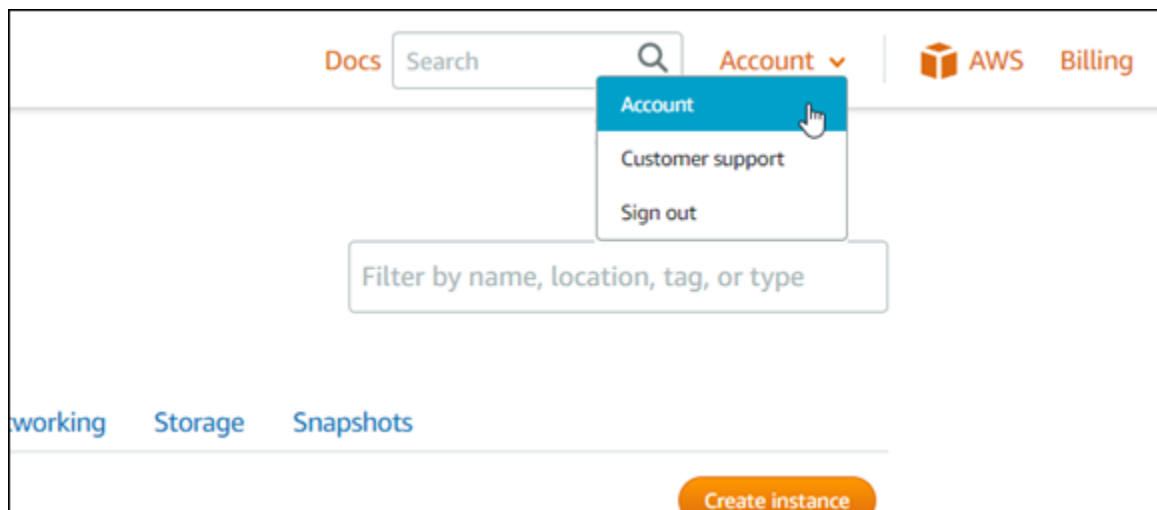 Docs Search Account AWS Billing
Account
Customer support
Sign out
Filter by name, location, tag, or type
Storage Snapshots
Create instance